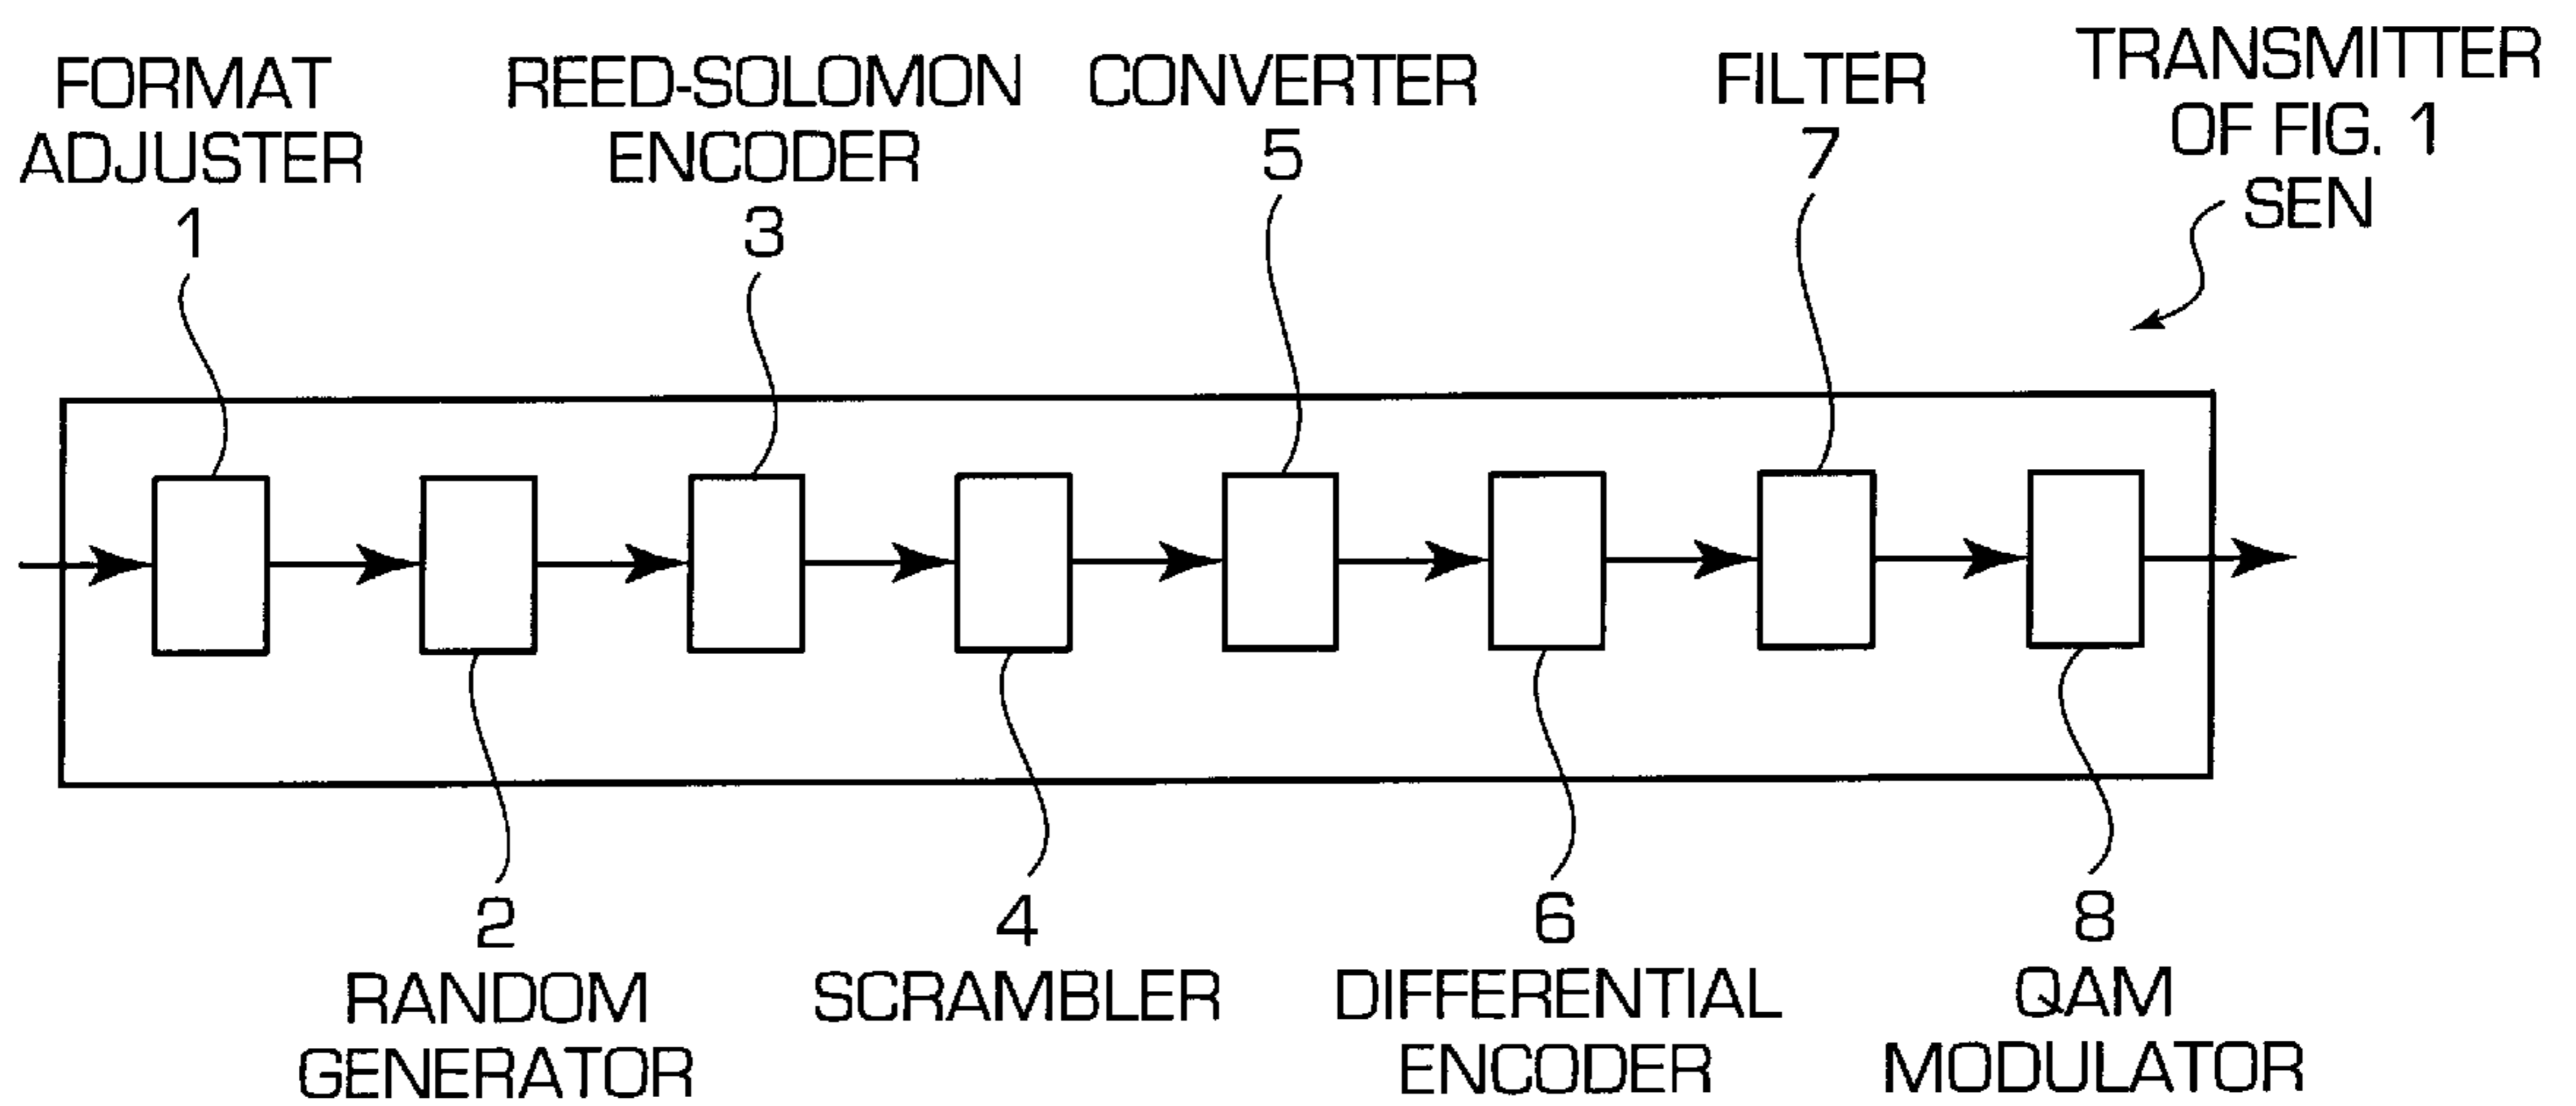 FORMAT
ADJUSTER
1
REED-SOLOMON
ENCODER
3
CONVERTER
5
FILTER
7
TRANSMITTER
OF FIG. 1
SEN
2
RANDOM
GENERATOR
4
SCRAMBLER
6
DIFFERENTIAL
ENCODER
8
QAM
MODULATOR